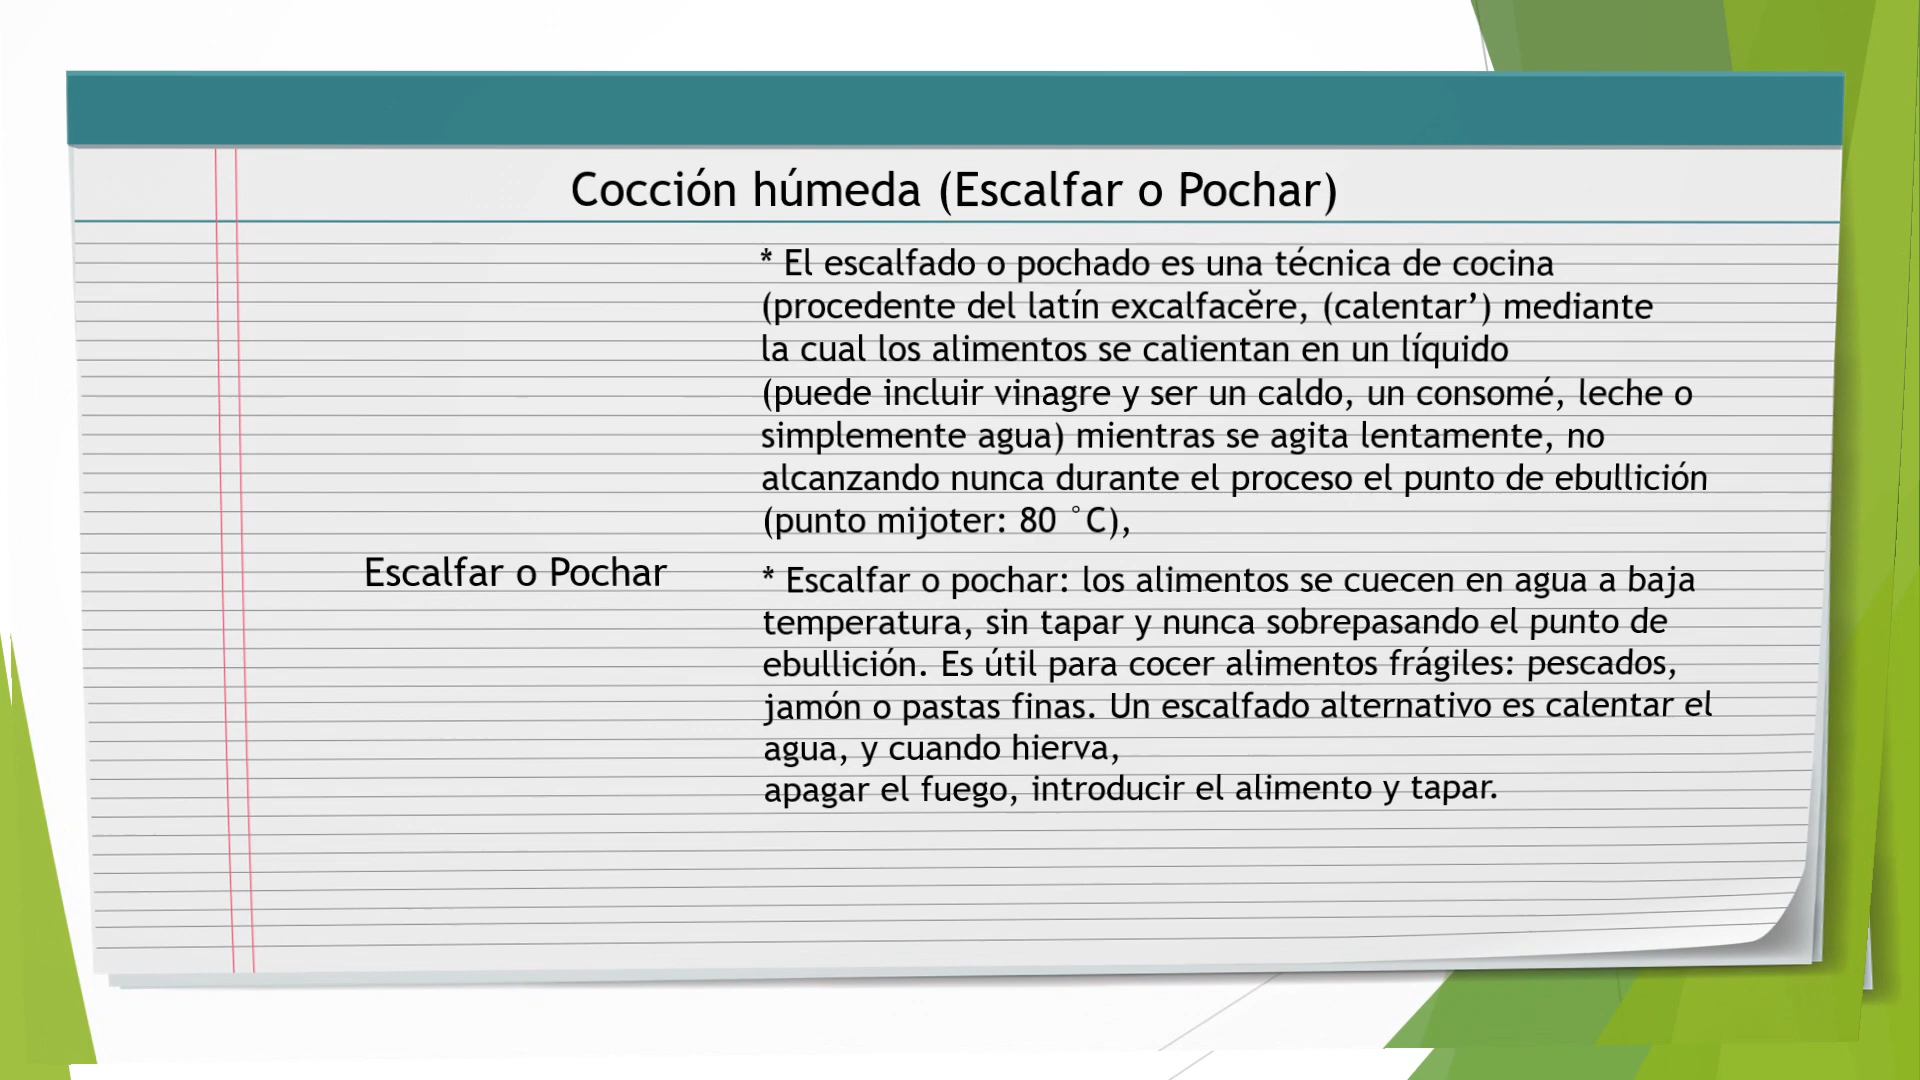 Cocción húmeda (Escalfar o Pochar)
Escalfar o Pochar
* El escalfado o pochado es una técnica de cocina
(procedente del latín excalfacĕre, (calentar’) mediante
la cual los alimentos se calientan en un líquido
(puede incluir vinagre y ser un caldo, un consomé, leche o
simplemente agua) mientras se agita lentamente, no
alcanzando nunca durante el proceso el punto de ebullición
(punto mijoter: 80 °C),
* Escalfar o pochar: los alimentos se cuecen en agua a baja
temperatura, sin tapar y nunca sobrepasando el punto de
ebullición. Es útil para cocer alimentos frágiles: pescados,
jamón o pastas finas. Un escalfado alternativo es calentar el
agua, y cuando hierva,
apagar el fuego, introducir el alimento y tapar.